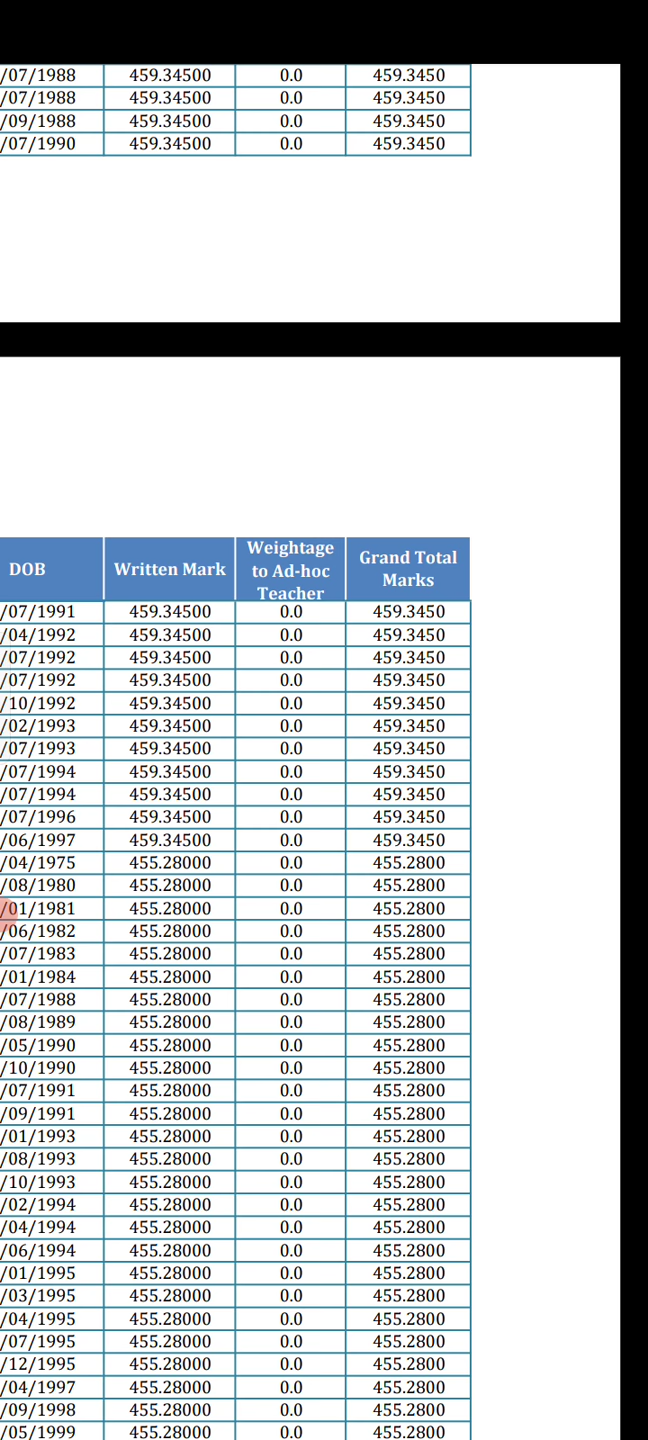 /07/1988 459.34500 0.0 459.3450
/07/1988 459.34500 0.0 459.3450
/09/1988 459.34500 0.0 459.3450
/07/1990 459.34500 0.0 459.3450
DOB Written Mark Weightage to Ad-hoc Teacher Grand Total Marks
/07/1991 459.34500 0.0 459.3450
/04/1992 459.34500 0.0 459.3450
/07/1992 459.34500 0.0 459.3450
/07/1992 459.34500 0.0 459.3450
/10/1992 459.34500 0.0 459.3450
/02/1993 459.34500 0.0 459.3450
/07/1993 459.34500 0.0 459.3450
/07/1994 459.34500 0.0 459.3450
/07/1994 459.34500 0.0 459.3450
/07/1996 459.34500 0.0 459.3450
/06/1997 459.34500 0.0 459.3450
/04/1975 455.28000 0.0 455.2800
/08/1980 455.28000 0.0 455.2800
/01/1981 455.28000 0.0 455.2800
/06/1982 455.28000 0.0 455.2800
/07/1983 455.28000 0.0 455.2800
/01/1984 455.28000 0.0 455.2800
/07/1988 455.28000 0.0 455.2800
/08/1989 455.28000 0.0 455.2800
/05/1990 455.28000 0.0 455.2800
/10/1990 455.28000 0.0 455.2800
/07/1991 455.28000 0.0 455.2800
/09/1991 455.28000 0.0 455.2800
/01/1993 455.28000 0.0 455.2800
/08/1993 455.28000 0.0 455.2800
/10/1993 455.28000 0.0 455.2800
/02/1994 455.28000 0.0 455.2800
/04/1994 455.28000 0.0 455.2800
/06/1994 455.28000 0.0 455.2800
/01/1995 455.28000 0.0 455.2800
/03/1995 455.28000 0.0 455.2800
/04/1995 455.28000 0.0 455.2800
/07/1995 455.28000 0.0 455.2800
/12/1995 455.28000 0.0 455.2800
/04/1997 455.28000 0.0 455.2800
/09/1998 455.28000 0.0 455.2800
/05/1999 455.28000 0.0 455.2800